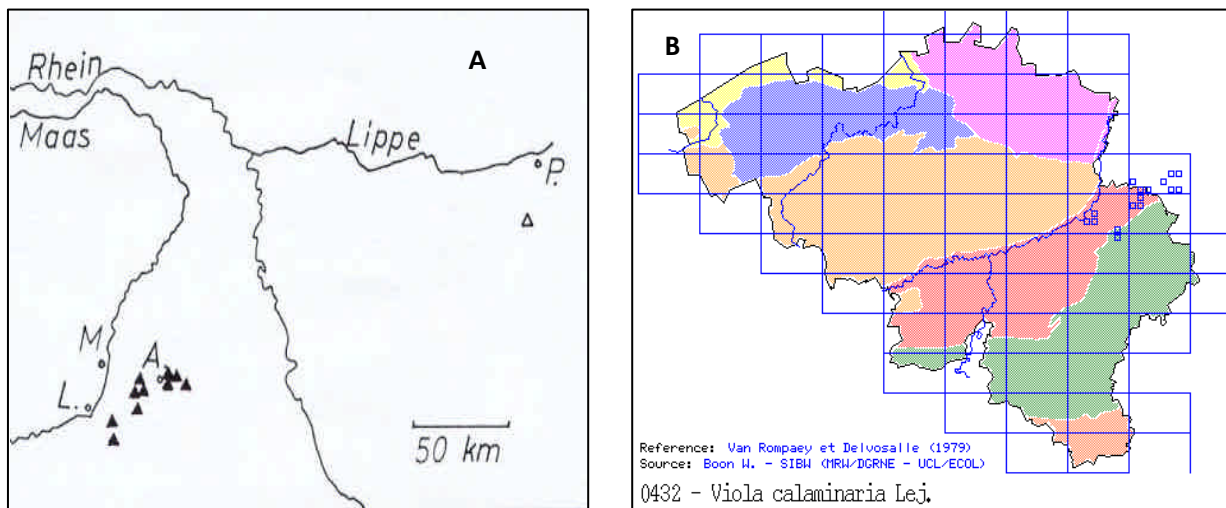 A
Rhein
Maas
Lippe
P.
M.
A.
L.
50 km
B
Reference: Van Rompaey et Delvosalle (1979)
Source: Boon W. - SIBW (MRW/DGRNE - UCL/ECOL)
0432 - Viola calaminaria Lej.